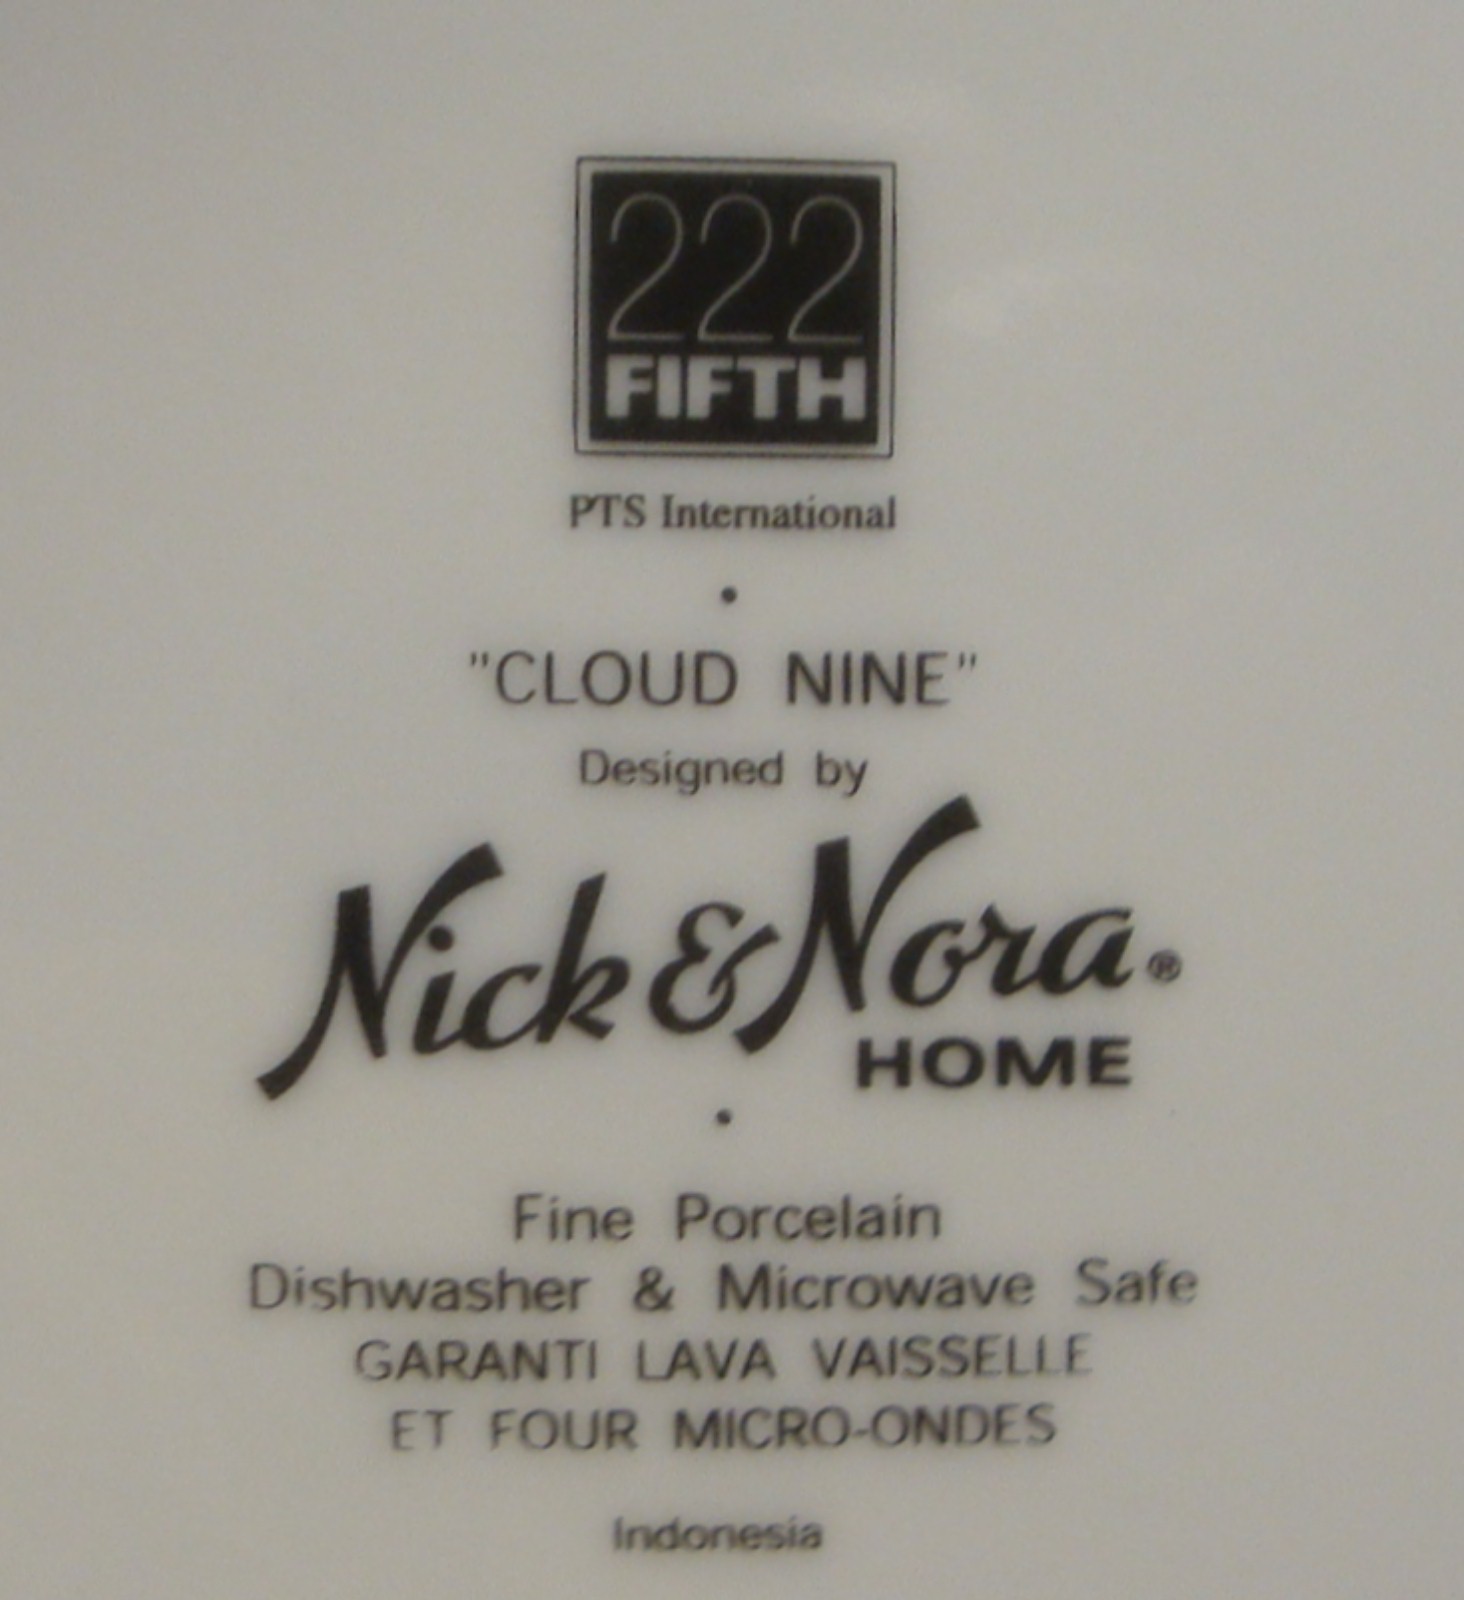 222
FIFTH
PTS International
•
"CLOUD NINE"
Designed by
Nick & Nora®
HOME
•
Fine Porcelain
Dishwasher & Microwave Safe
GARANTI LAVA VAISSELLE
ET FOUR MICRO-ONDES
Indonesia